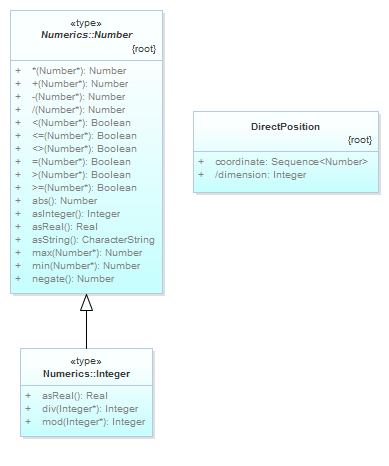 «type»
Numerics::Number
{root}
+ *(Number*): Number
+ +(Number*): Number
+ -(Number*): Number
+ /(Number*): Number
+ <(Number*): Boolean
+ <=(Number*): Boolean
+ <>(Number*): Boolean
+ =(Number*): Boolean
+ >(Number*): Boolean
+ >=(Number*): Boolean
+ abs(): Number
+ asInteger(): Integer
+ asReal(): Real
+ asString(): CharacterString
+ max(Number*): Number
+ min(Number*): Number
+ negate(): Number
DirectPosition
{root}
+ coordinate: Sequence<Number>
+ /dimension: Integer
«type»
Numerics::Integer
+ asReal(): Real
+ div(Integer*): Integer
+ mod(Integer*): Integer